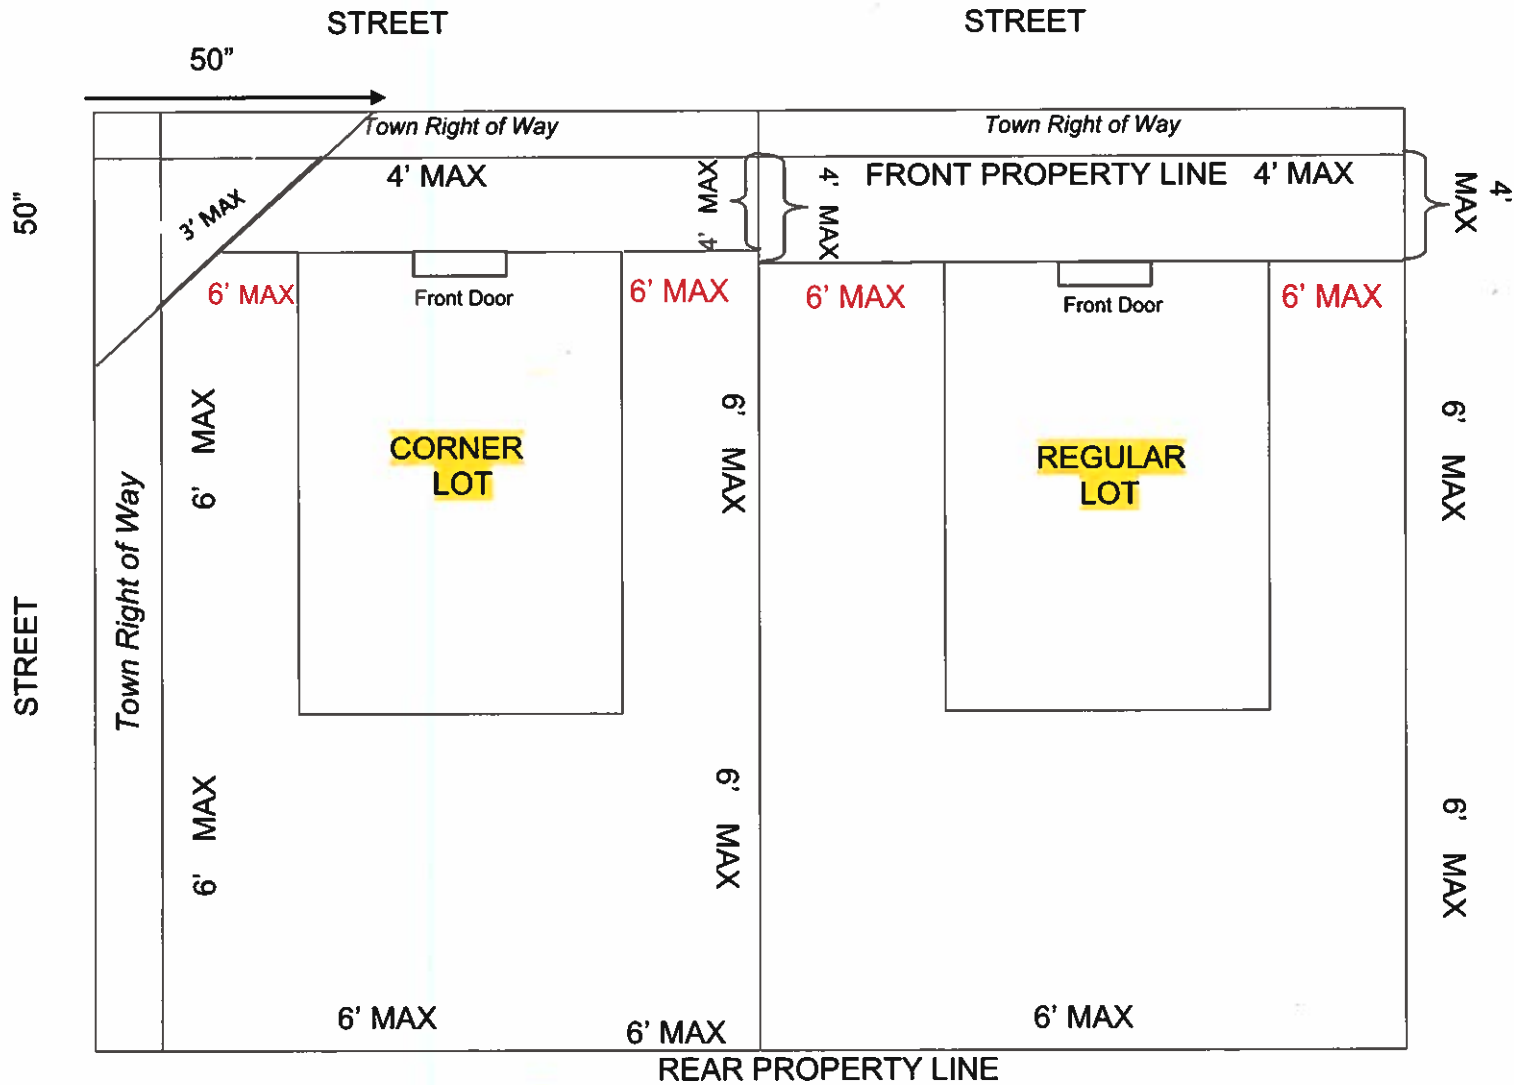 STREET
STREET
50”
Town Right of Way
Town Right of Way
4' MAX
4' MAX
4' MAX
FRONT PROPERTY LINE 4' MAX
4' MAX
50”
3' MAX
6' MAX
Front Door
6' MAX
6' MAX
Front Door
6' MAX
6' MAX
CORNER
LOT
6' MAX
REGULAR
LOT
6' MAX
STREET
Town Right of Way
6' MAX
6' MAX
6' MAX
6' MAX
6' MAX
6' MAX
REAR PROPERTY LINE